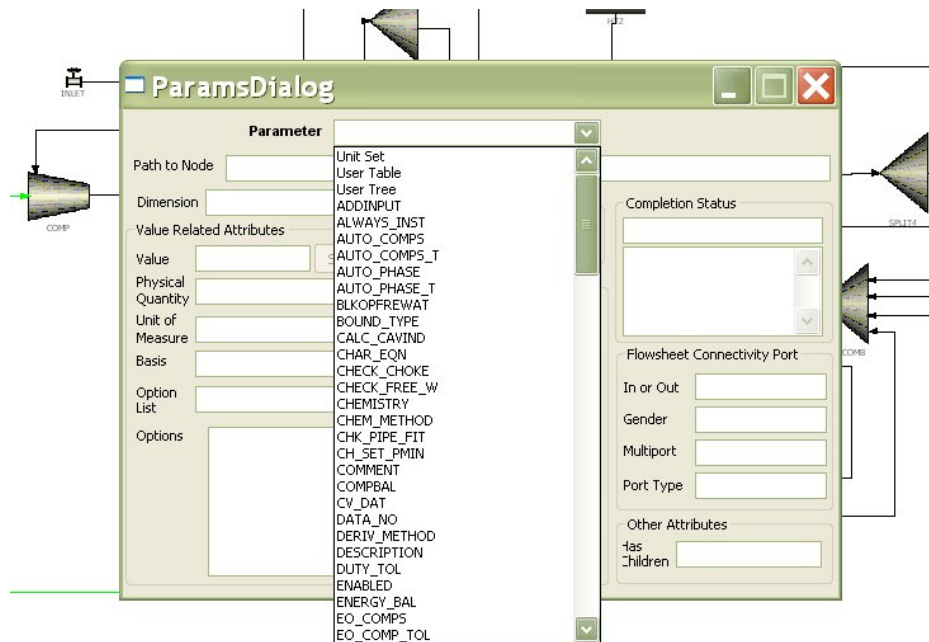 HT2
INLET
ParamsDialog
Parameter
Path to Node
Dimension
Value Related Attributes
Value
Physical
Quantity
Unit of
Measure
Basis
Option
List
Options
Unit Set
User Table
User Tree
ADDINPUT
ALWAYS_INST
AUTO_COMPS
AUTO_COMPS_T
AUTO_PHASE
AUTO_PHASE_T
BLKOPFREWAT
BOUND_TYPE
CALC_CAVIND
CHAR_EQN
CHECK_CHOKE
CHECK_FREE_W
CHEMISTRY
CHEM_METHOD
CHK_PIPE_FIT
CH_SET_PMIN
COMMENT
COMPBAL
CV_DAT
DATA_NO
DERIV_METHOD
DESCRIPTION
DUTY_TOL
ENABLED
ENERGY_BAL
EO_COMPS
EO_COMP_TOL
Completion Status
Flowsheet Connectivity Port
In or Out
Gender
Multiport
Port Type
Other Attributes
Has
Children
COMP
SPLIT4
COMB